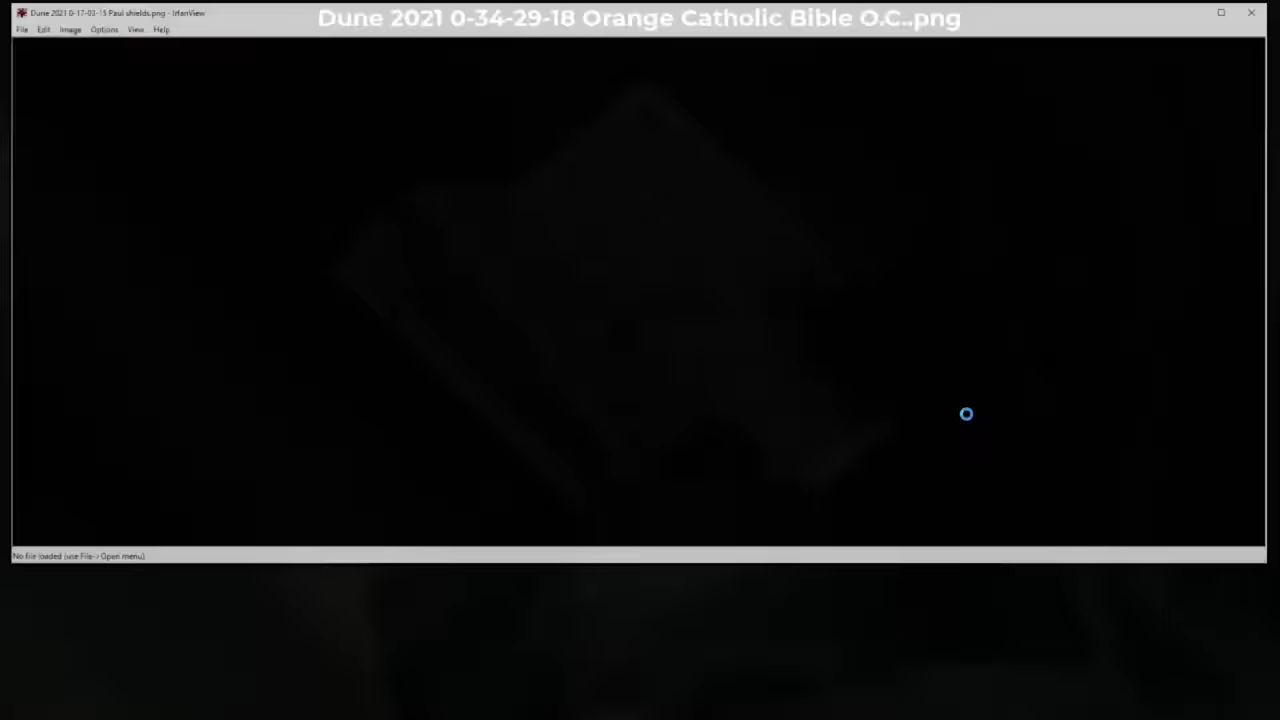 Dune 2021 0-17-03-15 Paul shields.png - IrfanView
Dune 2021 0-34-29-18 Orange Catholic Bible O.C..png
File Edit Image Options View Help
No file loaded (use File->Open menu)